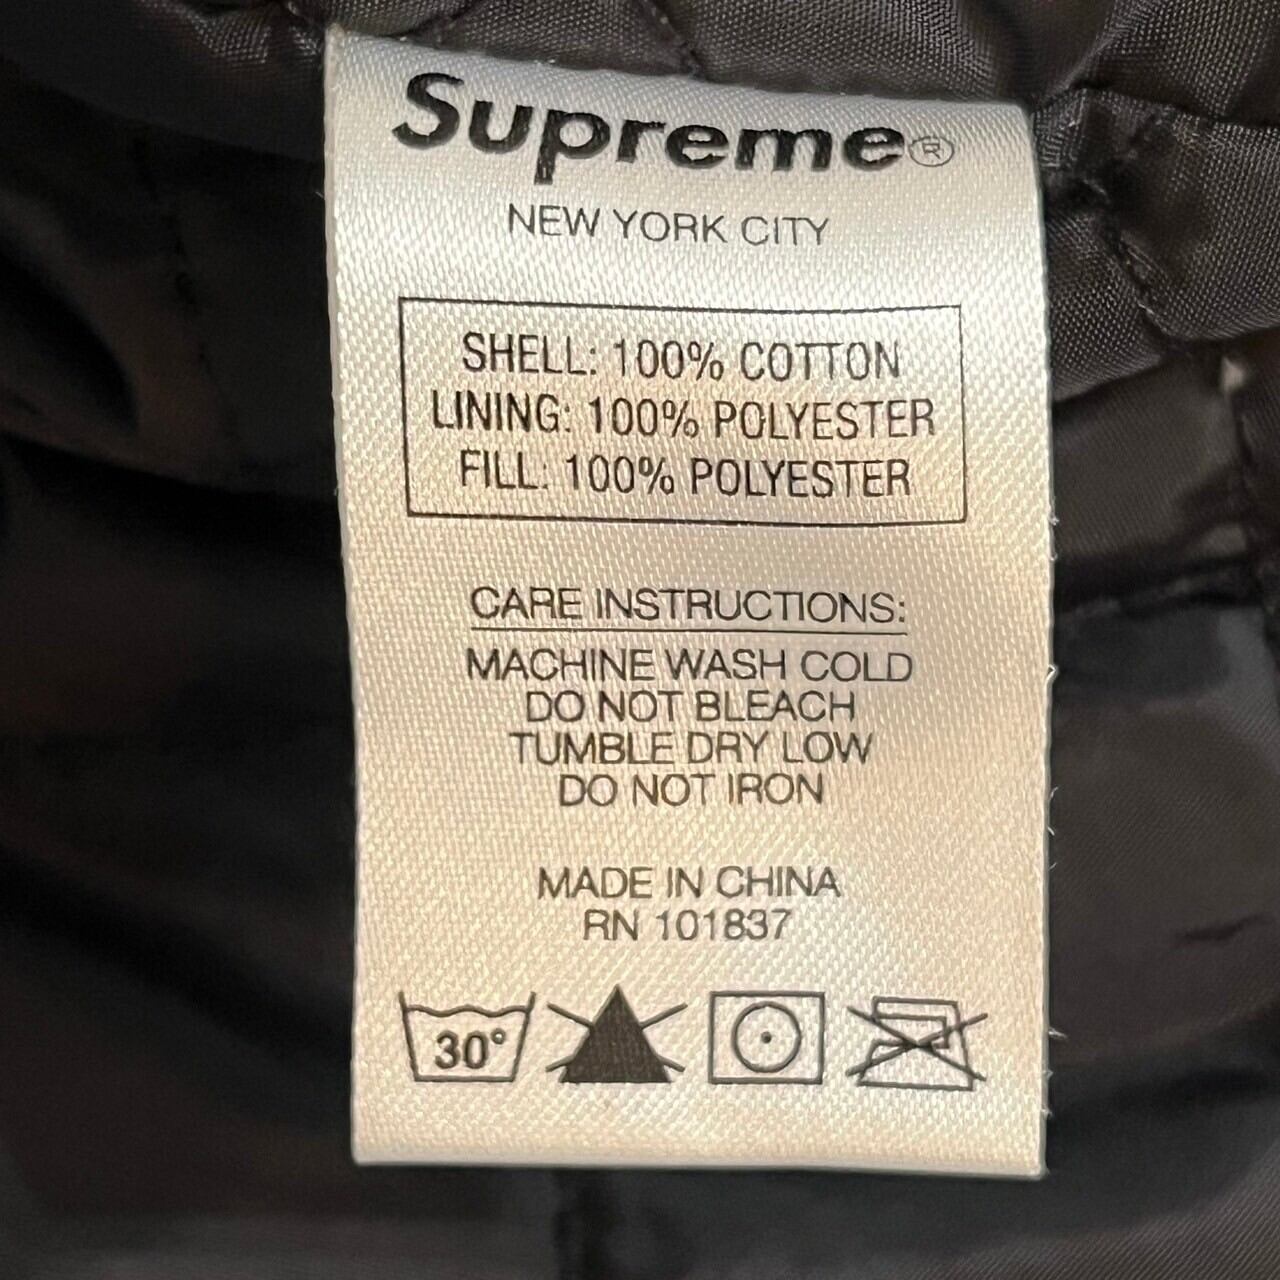 Supreme®
NEW YORK CITY
SHELL: 100% COTTON
LINING: 100% POLYESTER
FILL: 100% POLYESTER
CARE INSTRUCTIONS:
MACHINE WASH COLD
DO NOT BLEACH
TUMBLE DRY LOW
DO NOT IRON
MADE IN CHINA
RN 101837
30°